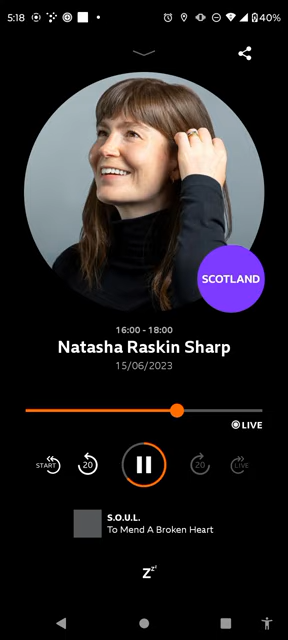 5:18
40%
SCOTLAND
16:00 - 18:00
Natasha Raskin Sharp
15/06/2023
LIVE
START
20
20
LIVE
S.O.U.L.
To Mend A Broken Heart
Zzz